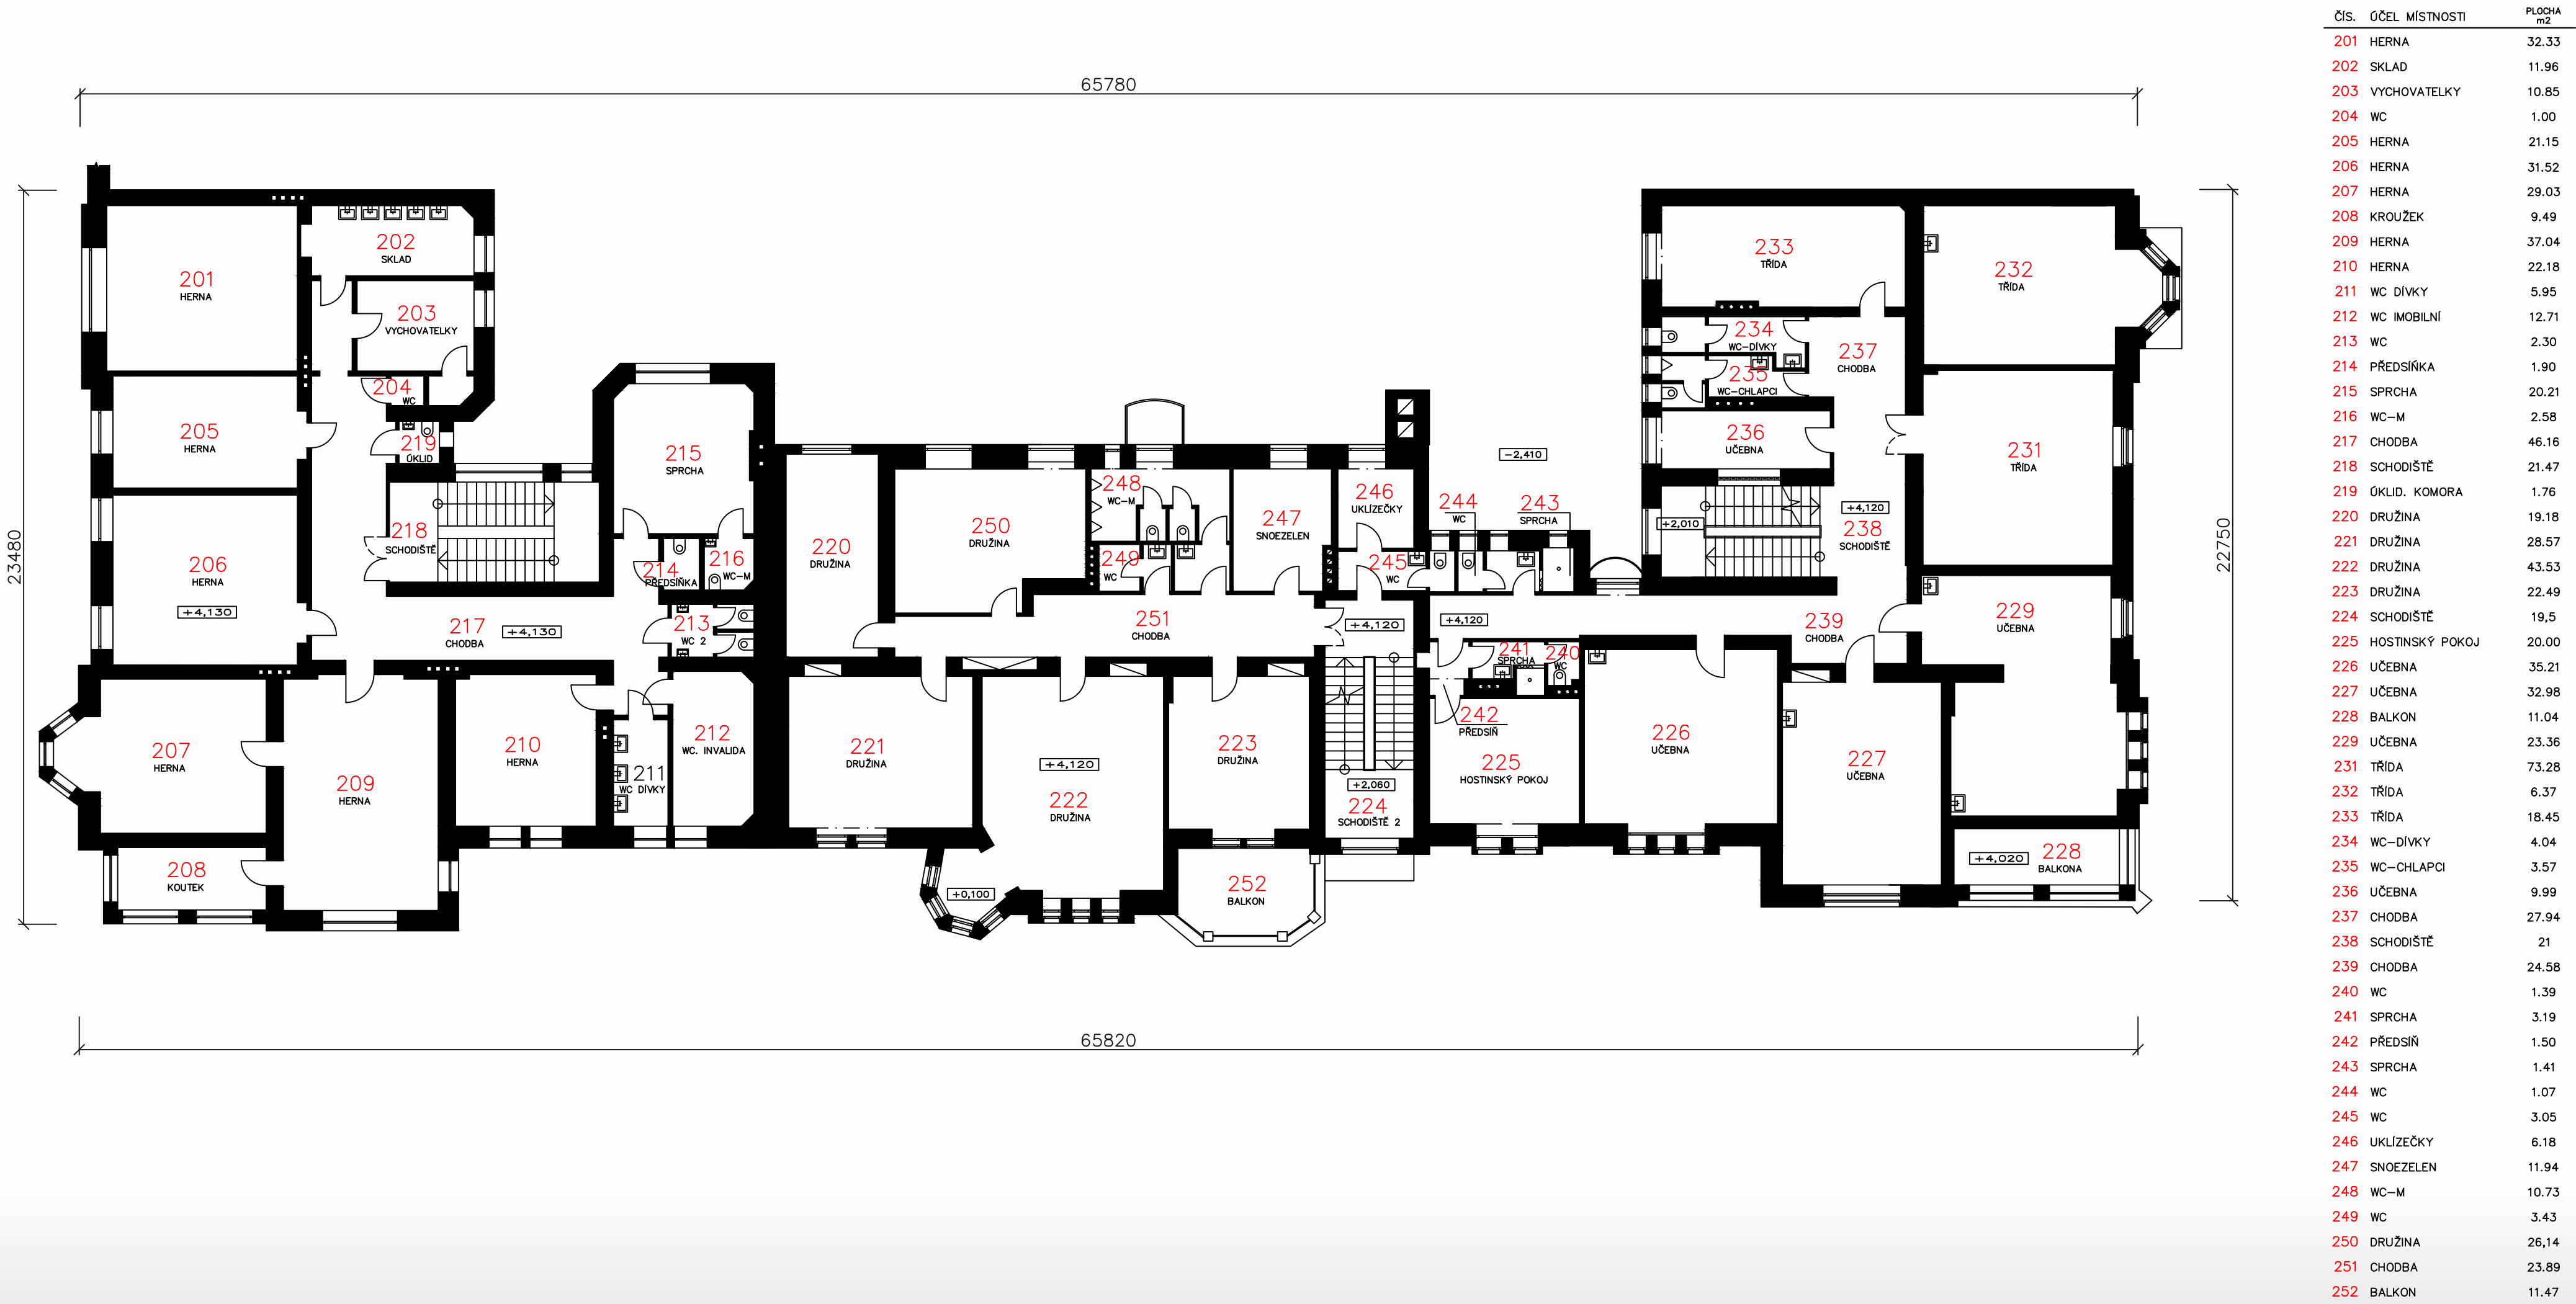 65780
23480
22750
65820
201
HERNA
202
SKLAD
203
VYCHOVATELKY
204
WC
205
HERNA
219
ÚKLID
206
HERNA
+4,130
218
SCHODIŠTĚ
217
CHODBA
+4,130
215
SPRCHA
214
PŘEDSÍŇKA
216
WC-M
213
WC 2
212
WC. INVALIDA
211
WC DÍVKY
210
HERNA
209
HERNA
207
HERNA
208
KOUTEK
220
DRUŽINA
250
DRUŽINA
248
WC-M
249
WC
247
SNOEZELEN
246
UKLÍZEČKY
245
WC
244
WC
243
SPRCHA
-2,410
251
CHODBA
+4,120
+4,120
221
DRUŽINA
+4,120
222
DRUŽINA
+0,100
223
DRUŽINA
252
BALKON
+2,060
224
SCHODIŠTĚ 2
241
SPRCHA
240
WC
242
PŘEDSÍŇ
225
HOSTINSKÝ POKOJ
226
UČEBNA
227
UČEBNA
233
TŘÍDA
232
TŘÍDA
234
WC-DÍVKY
235
WC-CHLAPCI
237
CHODBA
236
UČEBNA
231
TŘÍDA
+2,010
+4,120
238
SCHODIŠTĚ
239
CHODBA
229
UČEBNA
+4,020
228
BALKONA
ČÍS. ÚČEL MÍSTNOSTI PLOCHA
m2
201 HERNA 32.33
202 SKLAD 11.96
203 VYCHOVATELKY 10.85
204 WC 1.00
205 HERNA 21.15
206 HERNA 31.52
207 HERNA 29.03
208 KROUŽEK 9.49
209 HERNA 37.04
210 HERNA 22.18
211 WC DÍVKY 5.95
212 WC IMOBILNÍ 12.71
213 WC 2.30
214 PŘEDSÍŇKA 1.90
215 SPRCHA 20.21
216 WC-M 2.58
217 CHODBA 46.16
218 SCHODIŠTĚ 21.47
219 ÚKLID. KOMORA 1.76
220 DRUŽINA 19.18
221 DRUŽINA 28.57
222 DRUŽINA 43.53
223 DRUŽINA 22.49
224 SCHODIŠTĚ 19,5
225 HOSTINSKÝ POKOJ 20.00
226 UČEBNA 35.21
227 UČEBNA 32.98
228 BALKON 11.04
229 UČEBNA 23.36
231 TŘÍDA 73.28
232 TŘÍDA 6.37
233 TŘÍDA 18.45
234 WC-DÍVKY 4.04
235 WC-CHLAPCI 3.57
236 UČEBNA 9.99
237 CHODBA 27.94
238 SCHODIŠTĚ 21
239 CHODBA 24.58
240 WC 1.39
241 SPRCHA 3.19
242 PŘEDSÍŇ 1.50
243 SPRCHA 1.41
244 WC 1.07
245 WC 3.05
246 UKLÍZEČKY 6.18
247 SNOEZELEN 11.94
248 WC-M 10.73
249 WC 3.43
250 DRUŽINA 26,14
251 CHODBA 23.89
252 BALKON 11.47